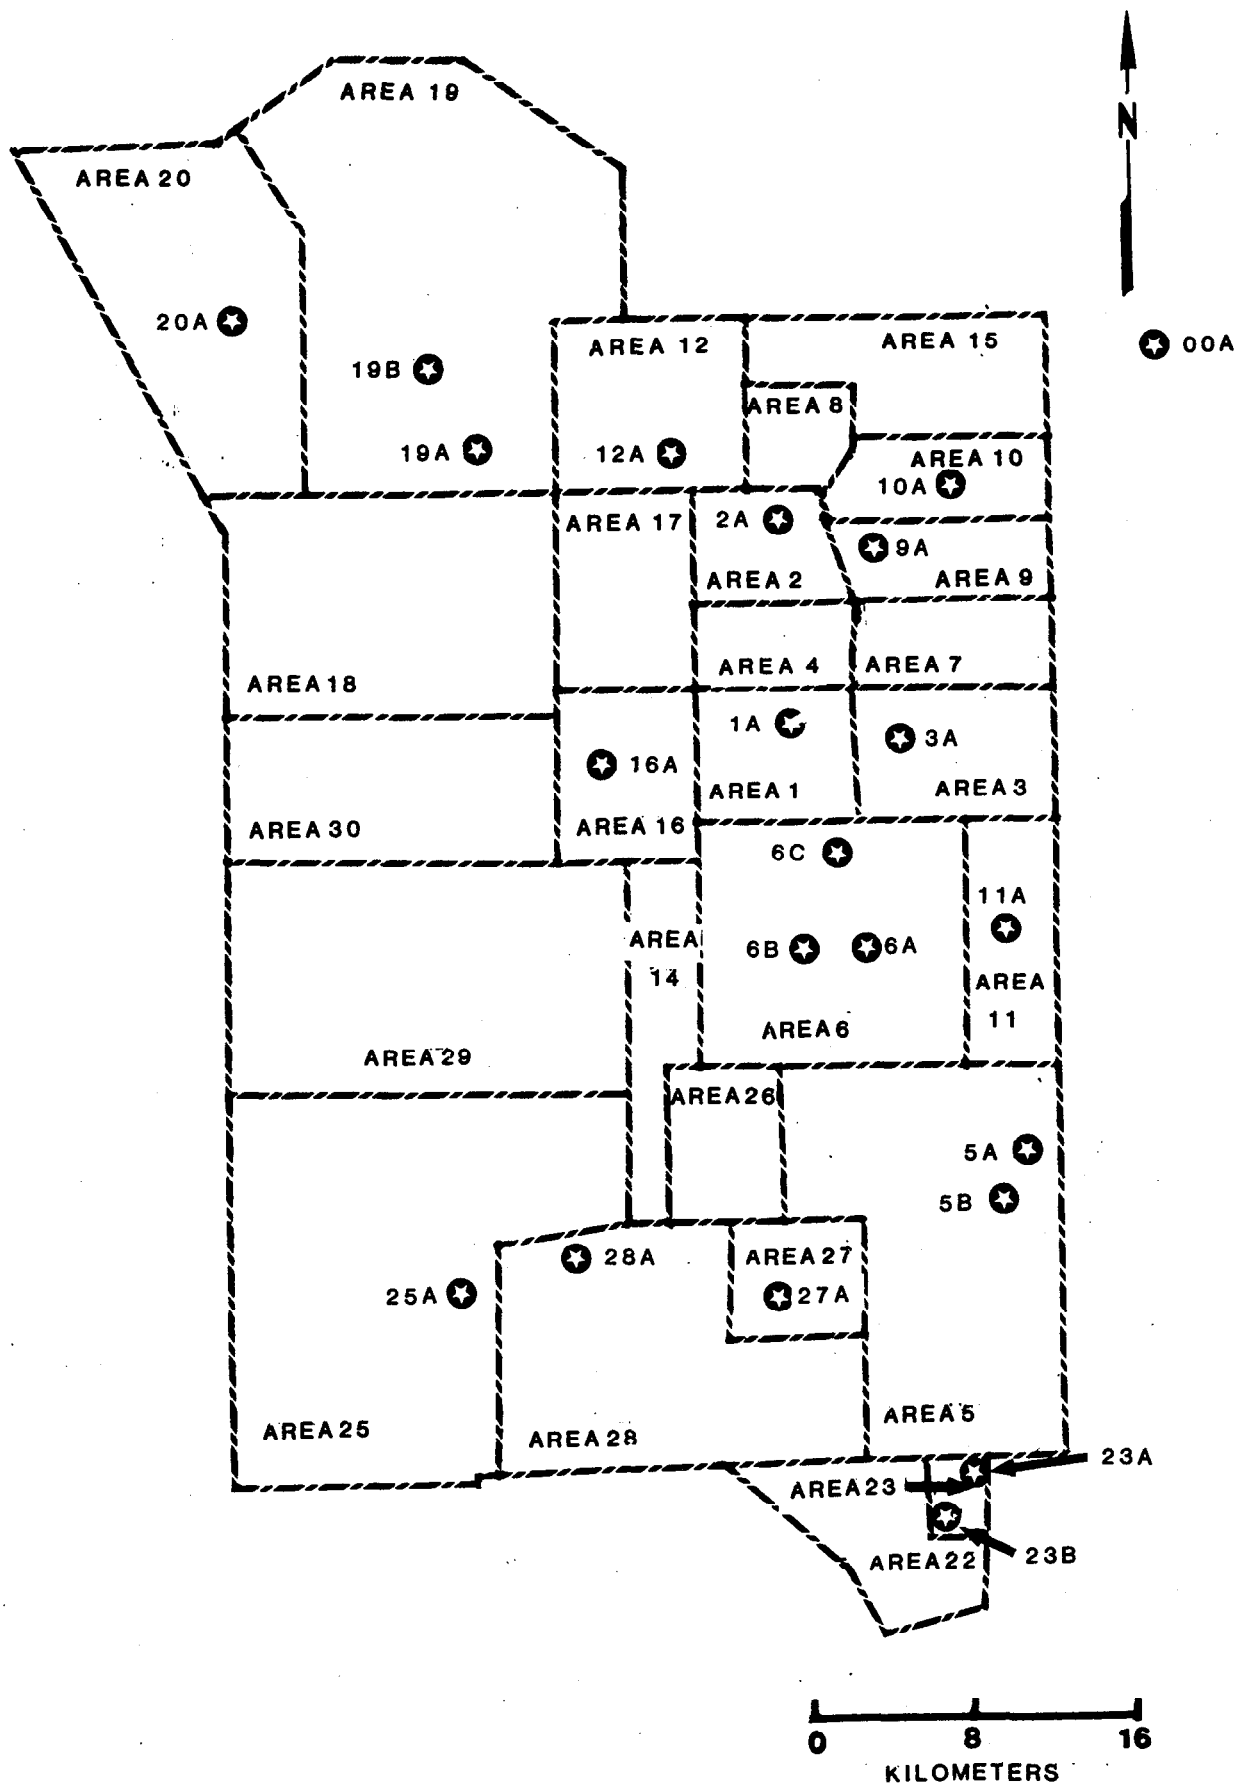 AREA 19
N
AREA 20
20A
00A
AREA 12
AREA 15
19B
AREA 8
19A
12A
AREA 10
10A
AREA 17
2A
9A
AREA 2
AREA 9
AREA 18
AREA 4
AREA 7
1A
3A
16A
AREA 1
AREA 3
AREA 30
AREA 16
6C
11A
AREA
14
6B
6A
AREA
11
AREA 6
AREA 29
AREA 26
5A
5B
28A
AREA 27
25A
27A
AREA 5
AREA 25
AREA 28
23A
AREA 23
23B
AREA 22
0 8 16
KILOMETERS